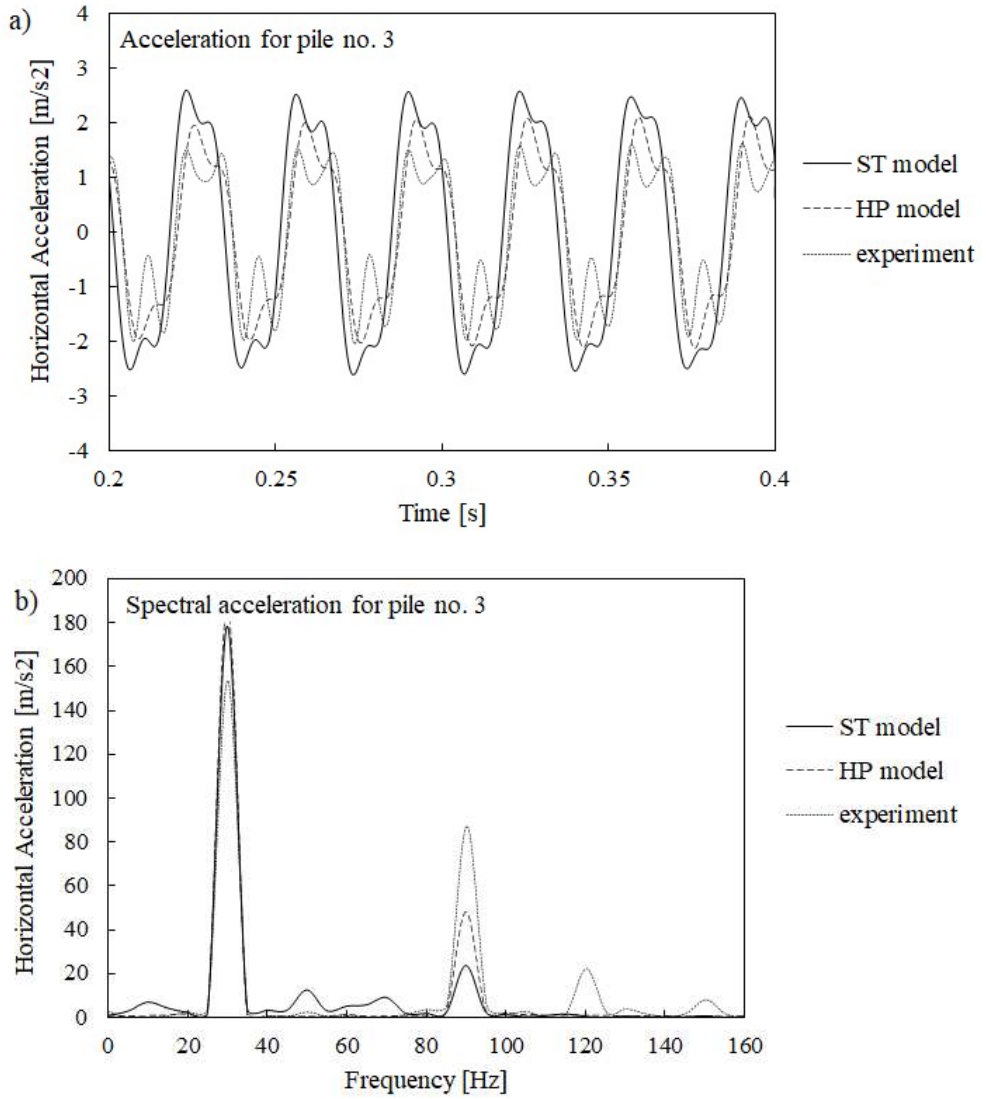 a)
Acceleration for pile no. 3
Horizontal Acceleration [m/s2]
4
3
2
1
0
-1
-2
-3
-4
0.2
0.25
0.3
0.35
0.4
Time [s]
ST model
HP model
experiment
b)
Spectral acceleration for pile no. 3
Horizontal Acceleration [m/s2]
200
180
160
140
120
100
80
60
40
20
0
0
20
40
60
80
100
120
140
160
Frequency [Hz]
ST model
HP model
experiment